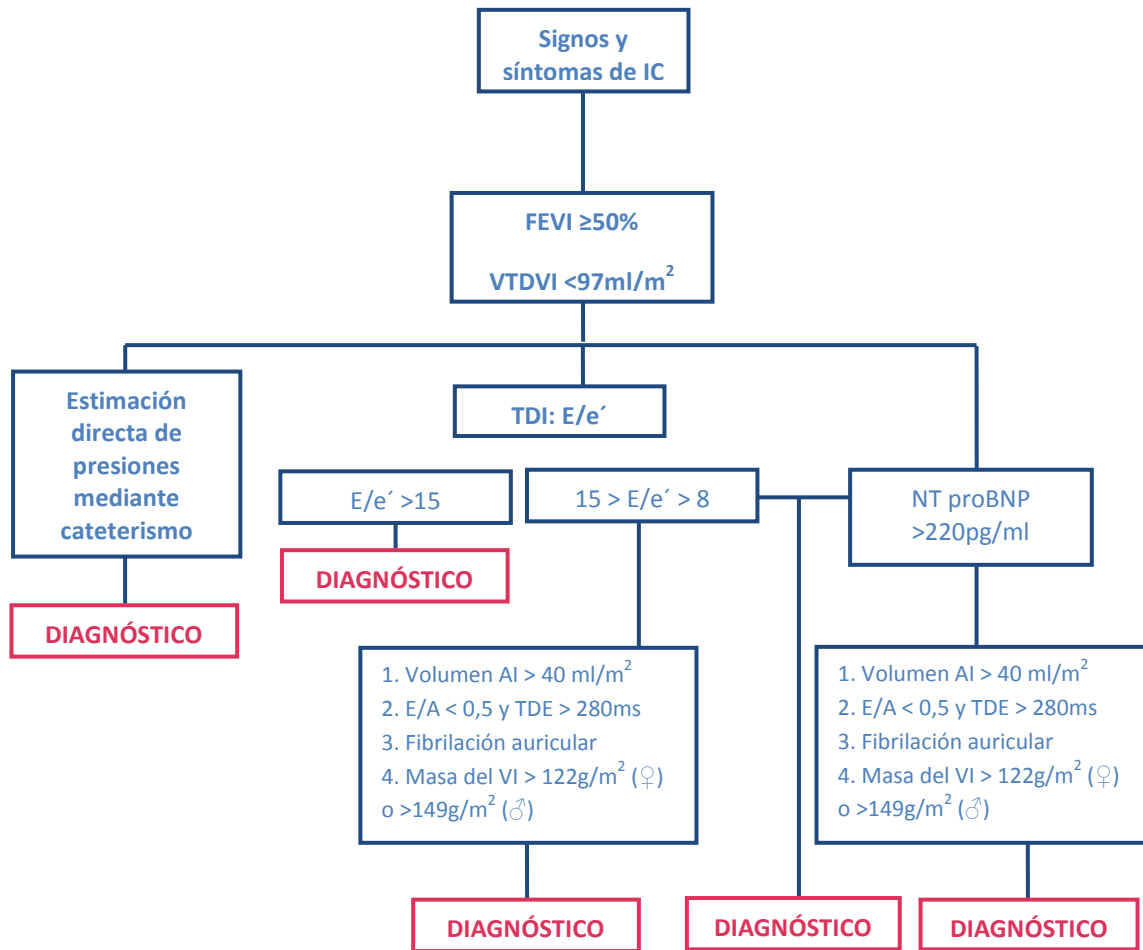 Signos y
síntomas de IC
FEVI ≥50%
VTDVI <97ml/m²
Estimación
directa de
presiones
mediante
cateterismo
DIAGNÓSTICO
TDI: E/e´
E/e´ >15
DIAGNÓSTICO
15 > E/e´ > 8
NT proBNP
>220pg/ml
1. Volumen AI > 40 ml/m²
2. E/A < 0,5 y TDE > 280ms
3. Fibrilación auricular
4. Masa del VI > 122g/m² (♀)
o >149g/m² (♂)
1. Volumen AI > 40 ml/m²
2. E/A < 0,5 y TDE > 280ms
3. Fibrilación auricular
4. Masa del VI > 122g/m² (♀)
o >149g/m² (♂)
DIAGNÓSTICO
DIAGNÓSTICO
DIAGNÓSTICO